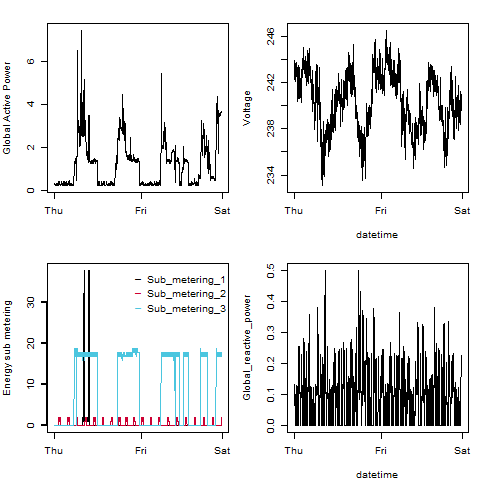 Global Active Power
6
4
2
0
Thu Fri Sat
Voltage
246
242
238
234
Thu Fri Sat
datetime
Energy sub metering
30
20
10
0
Sub_metering_1
Sub_metering_2
Sub_metering_3
Thu Fri Sat
Global_reactive_power
0.5
0.4
0.3
0.2
0.1
0.0
Thu Fri Sat
datetime